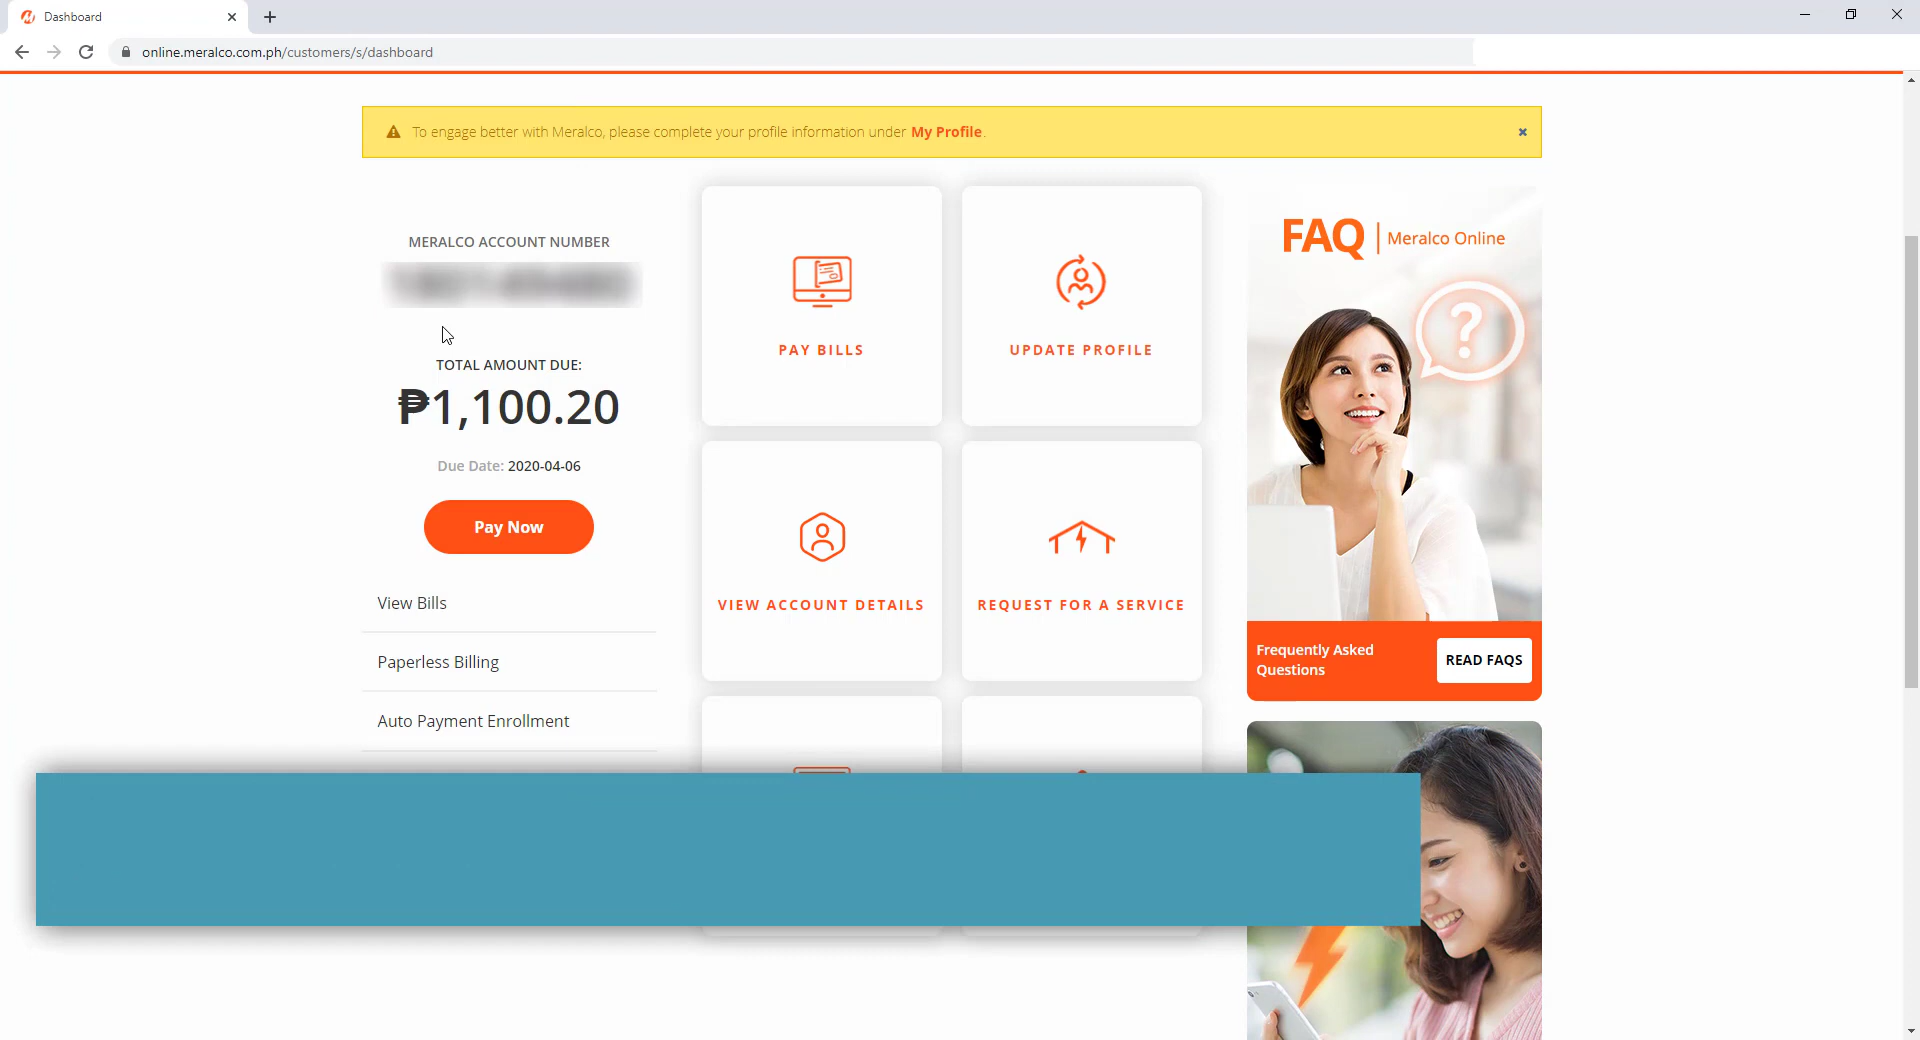 Dashboard
online.meralco.com.ph/customers/s/dashboard
To engage better with Meralco, please complete your profile information under My Profile.
MERALCO ACCOUNT NUMBER
TOTAL AMOUNT DUE:
₱1,100.20
Due Date: 2020-04-06
Pay Now
View Bills
Paperless Billing
Auto Payment Enrollment
PAY BILLS
UPDATE PROFILE
VIEW ACCOUNT DETAILS
REQUEST FOR A SERVICE
FAQ | Meralco Online
?
Frequently Asked
Questions
READ FAQS